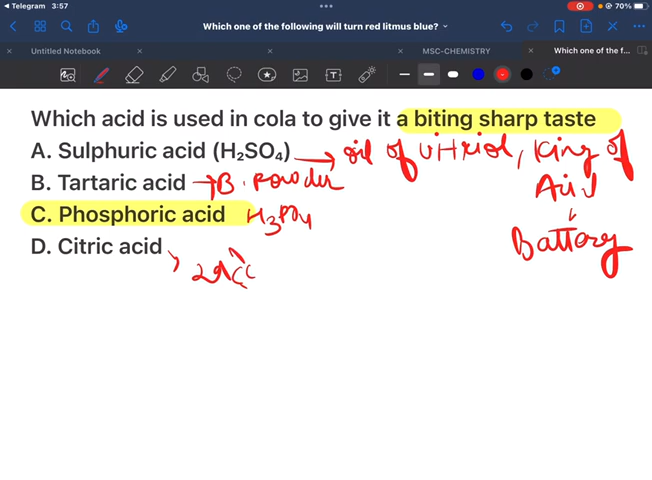 Telegram 3:57
70%
Which one of the following will turn red litmus blue?
Untitled Notebook MSC-CHEMISTRY Which one of the f...
Which acid is used in cola to give it a biting sharp taste
A. Sulphuric acid (H₂SO₄) → oil of vitriol, King of
Acid
B. Tartaric acid → B. Powder
C. Phosphoric acid H₃PO₄
Battery
D. Citric acid